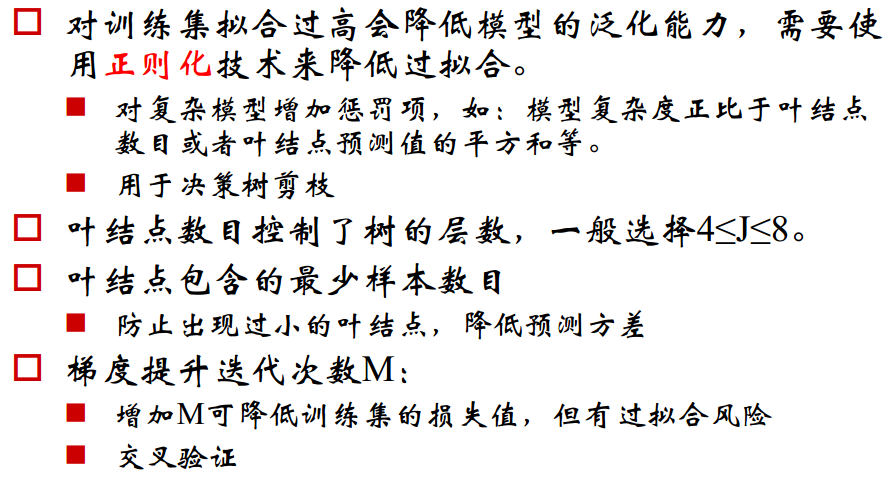 对训练集拟合过高会降低模型的泛化能力，需要使
用正则化技术来降低过拟合。
对复杂模型增加惩罚项，如：模型复杂度正比于叶结点
数目或者叶结点预测值的平方和等。
用于决策树剪枝
叶结点数目控制了树的层数，一般选择4≤J≤8。
叶结点包含的最少样本数目
防止出现过小的叶结点，降低预测方差
梯度提升迭代次数M：
增加M可降低训练集的损失值，但有过拟合风险
交叉验证